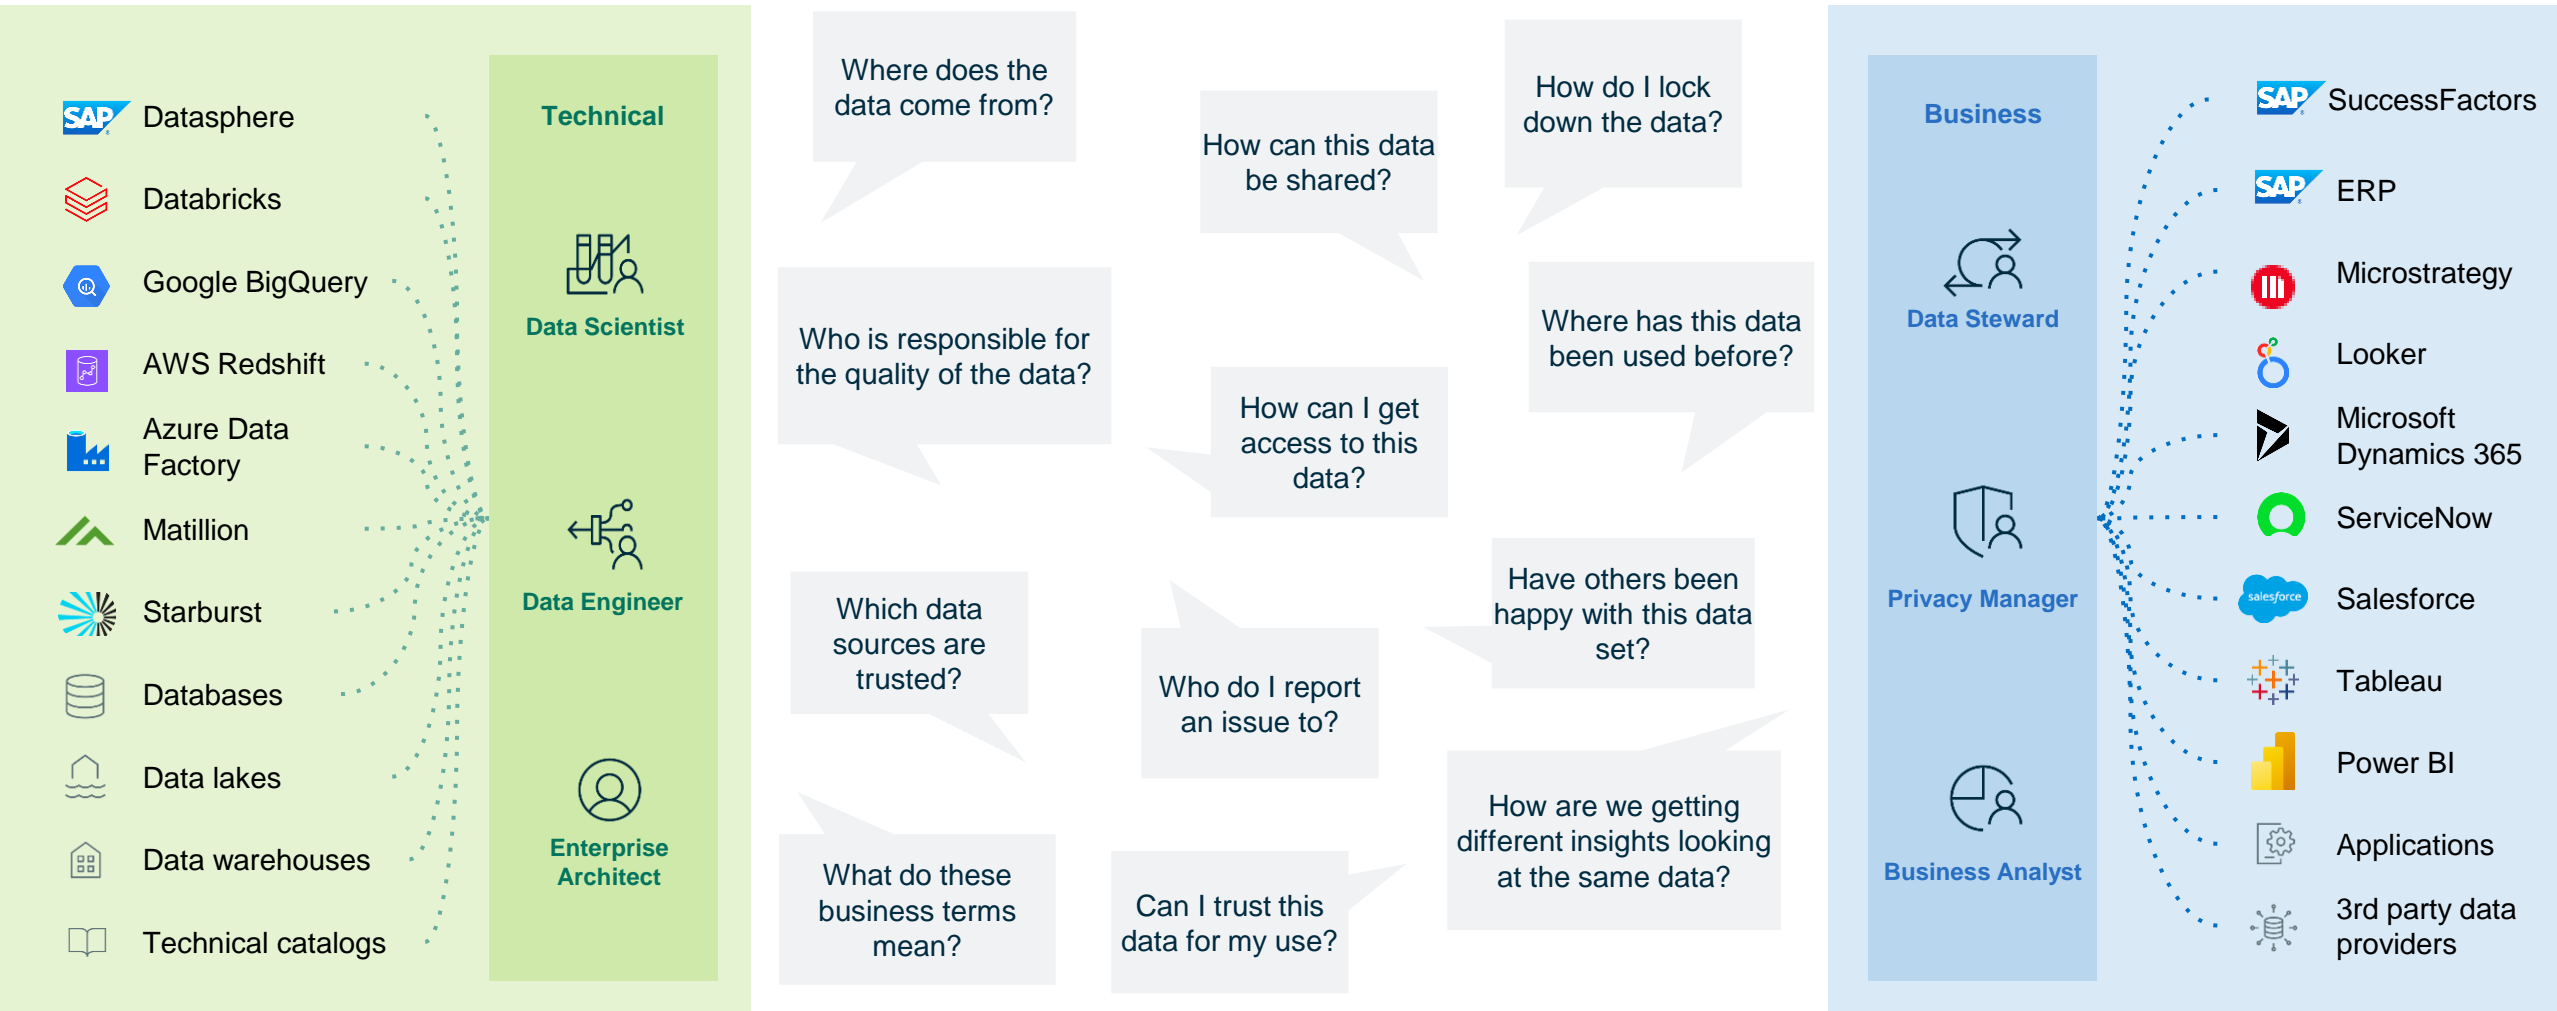 SAP
Datasphere
Databricks
Google BigQuery
AWS Redshift
Azure Data
Factory
Matillion
Starburst
Databases
Data lakes
Data warehouses
Technical catalogs
Technical
Data Scientist
Data Engineer
Enterprise
Architect
Where does the
data come from?
How can this data
be shared?
How do I lock
down the data?
Who is responsible for
the quality of the data?
How can I get
access to this
data?
Where has this data
been used before?
Which data
sources are
trusted?
Who do I report
an issue to?
Have others been
happy with this data
set?
What do these
business terms
mean?
Can I trust this
data for my use?
How are we getting
different insights looking
at the same data?
Business
Data Steward
Privacy Manager
Business Analyst
SAP
SuccessFactors
SAP
ERP
Microstrategy
Looker
Microsoft
Dynamics 365
ServiceNow
salesforce
Salesforce
Tableau
Power BI
Applications
3rd party data
providers